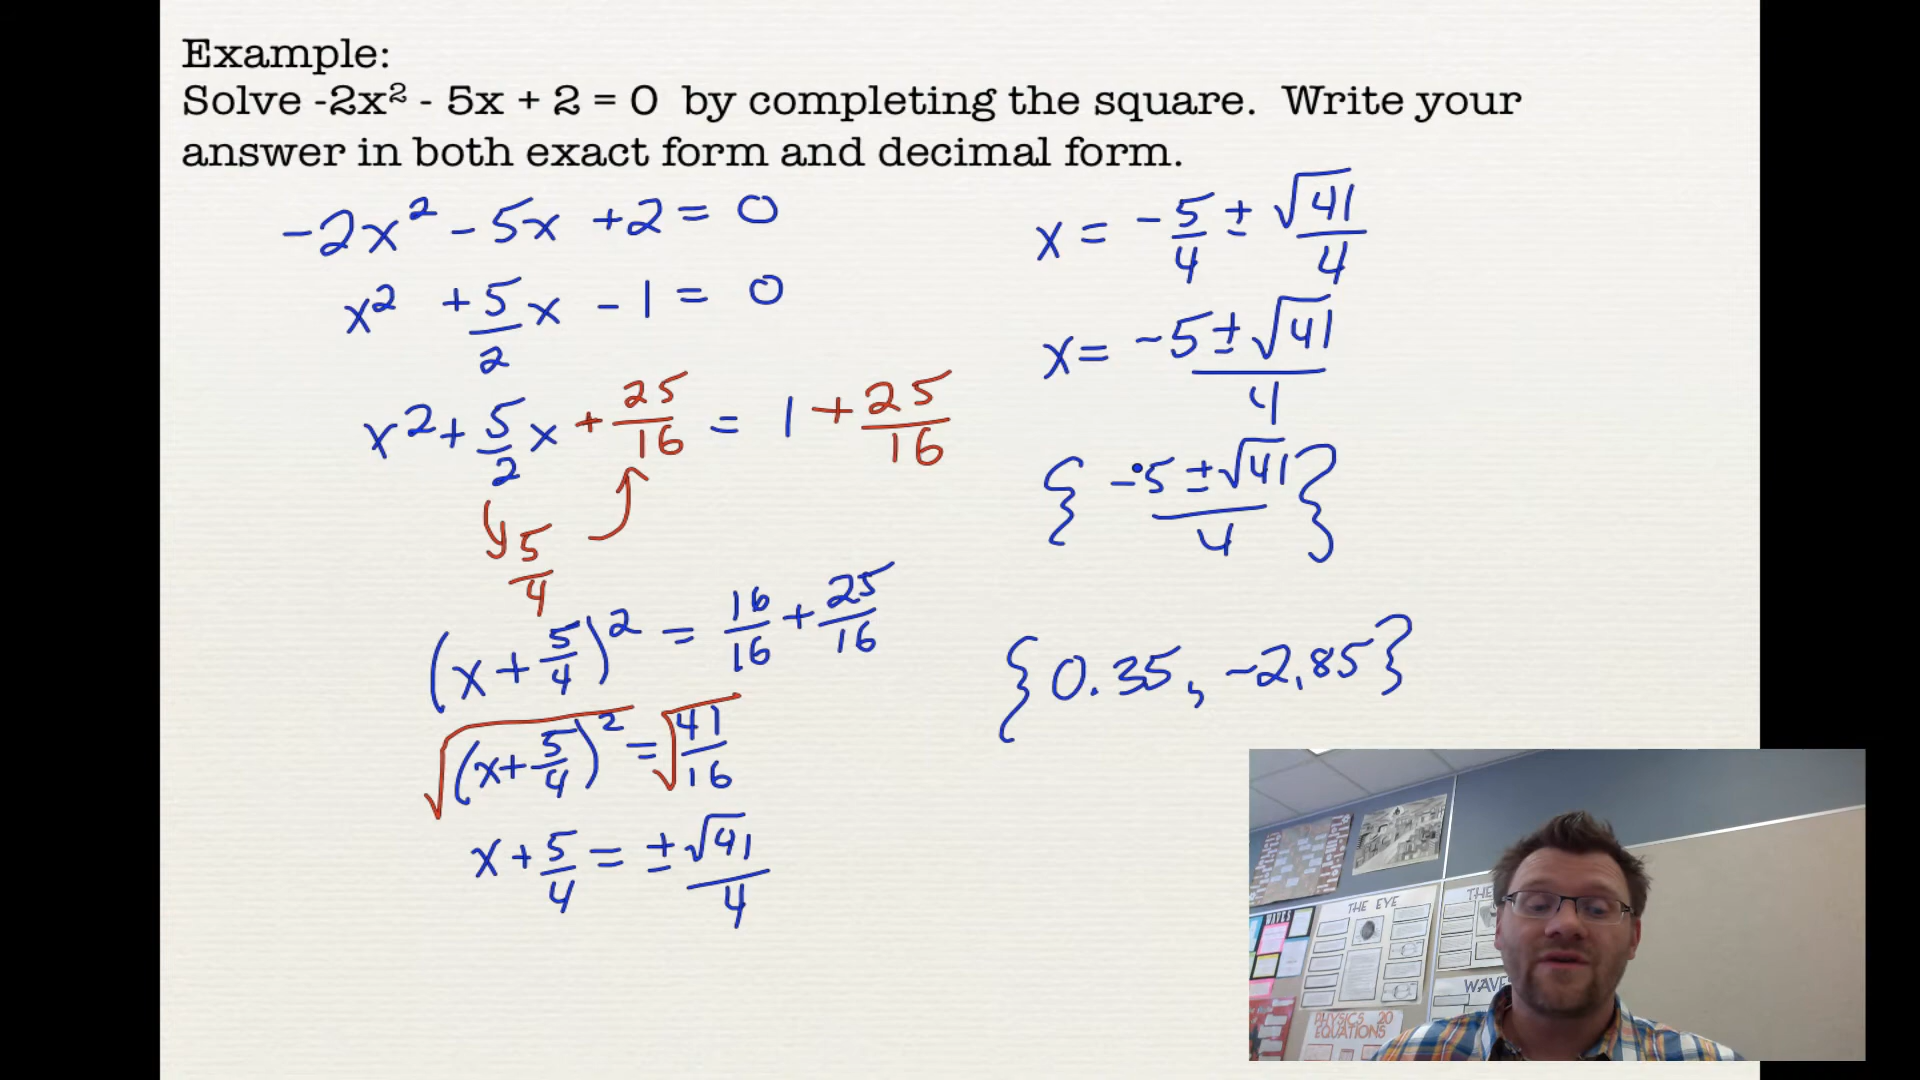 Example:
Solve -2x² - 5x + 2 = 0 by completing the square. Write your
answer in both exact form and decimal form.
-2x² - 5x + 2 = 0
x² + 5/2 x - 1 = 0
x² + 5/2 x + 25/16 = 1 + 25/16
5/4
(x + 5/4)² = 16/16 + 25/16
√(x + 5/4)² = √41/16
x + 5/4 = ± √41/4
x = -5/4 ± √41/4
x = -5 ± √41/4
{-5 ± √41/4}
{0.35, -2.85}
THE EYE
THE
WAVES
WAVE
PHYSICS 20
EQUATIONS